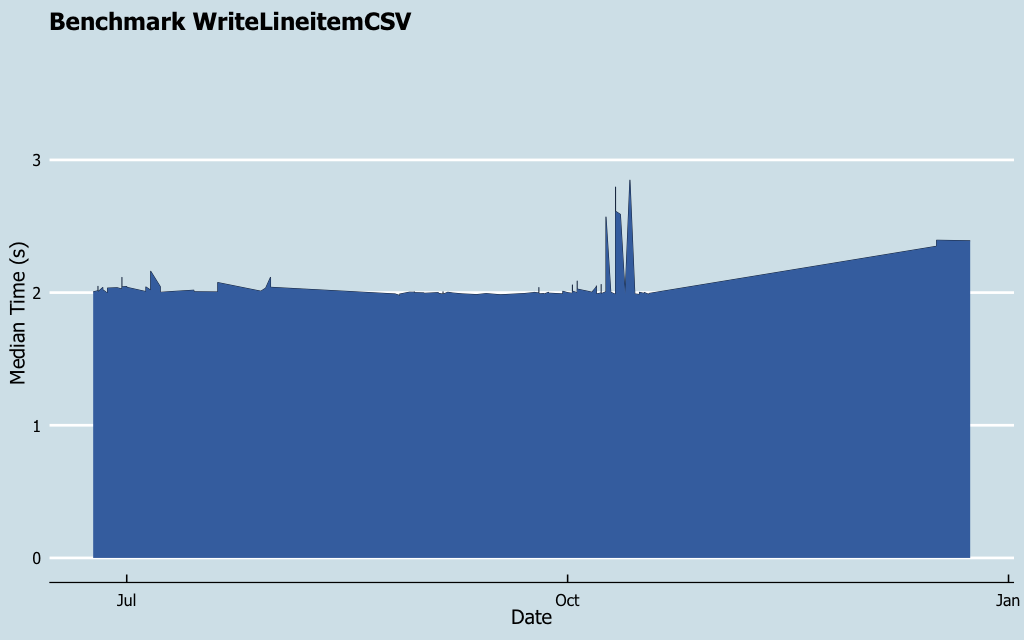 Benchmark WriteLineitemCSV
3
2
1
0
Median Time (s)
Jul
Oct
Jan
Date